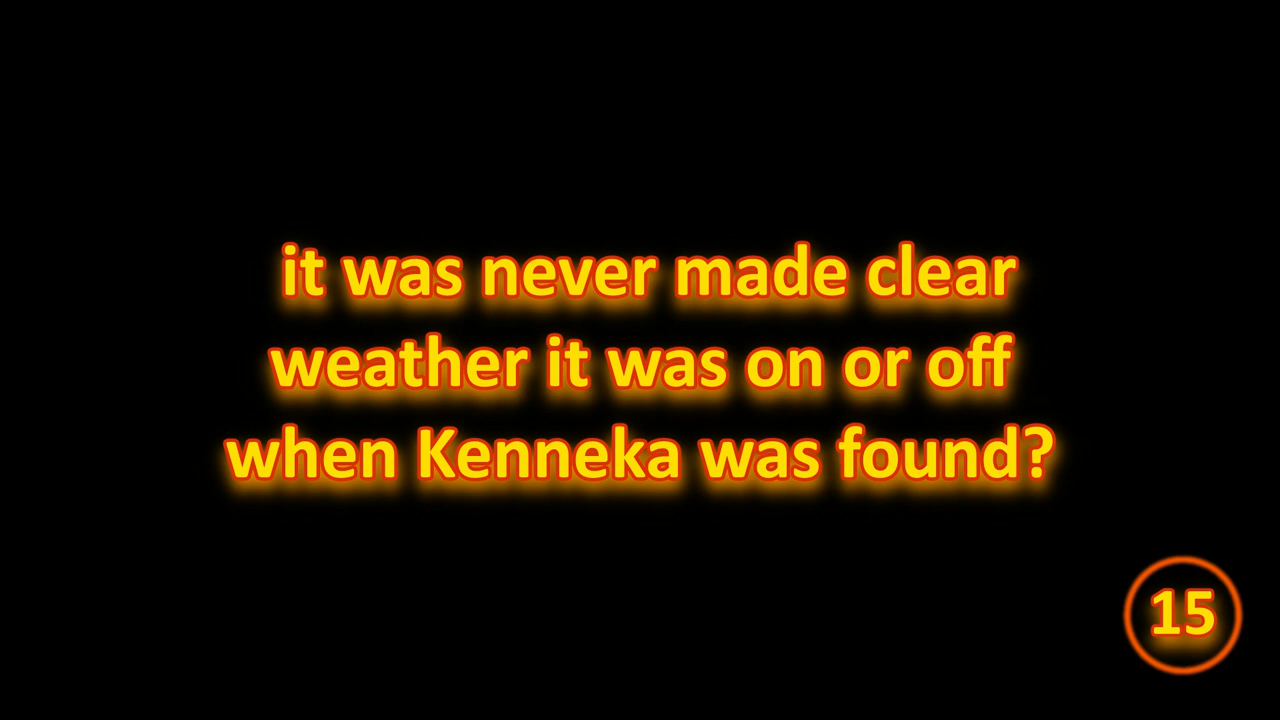 it was never made clear
weather it was on or off
when Kenneka was found?
15